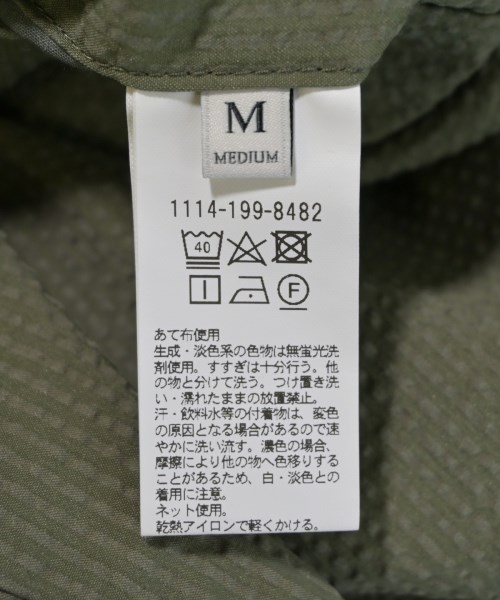 M
MEDIUM
1114-199-8482
40
F
あて布使用
生成・淡色系の色物は無蛍光洗
剤使用。すすぎは十分行う。他
の物と分けて洗う。つけ置き洗
い・濡れたままの放置禁止。
汗・飲料水等の付着物は、変色
の原因となる場合があるので速
やかに洗い流す。濃色の場合、
摩擦により他の物へ色移りする
ことがあるため、白・淡色との
着用に注意。
ネット使用。
乾熱アイロンで軽くかける。